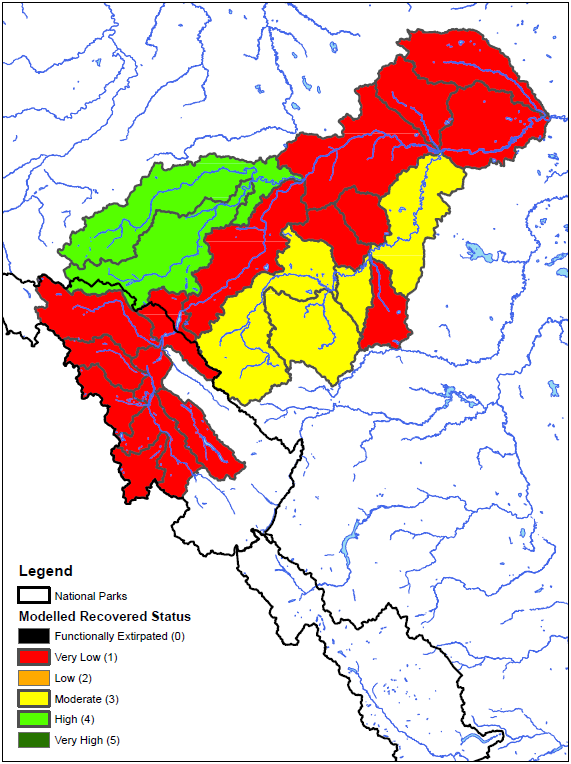 Legend
National Parks
Modelled Recovered Status
Functionally Extirpated (0)
Very Low (1)
Low (2)
Moderate (3)
High (4)
Very High (5)